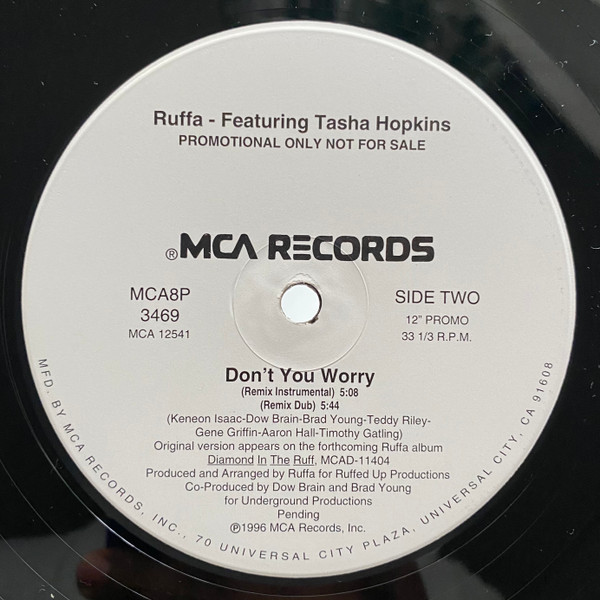 Ruffa - Featuring Tasha Hopkins
PROMOTIONAL ONLY NOT FOR SALE
®MCA RECORDS
MCA8P
3469
MCA 12541
SIDE TWO
12" PROMO
33 1/3 R.P.M.
Don't You Worry
(Remix Instrumental) 5:08
(Remix Dub) 5:44
(Keneon Isaac-Dow Brain-Brad Young-Teddy Riley-
Gene Griffin-Aaron Hall-Timothy Gatling)
Original version appears on the forthcoming Ruffa album
Diamond In The Ruff, MCAD-11404
Produced and Arranged by Ruffa for Ruffed Up Productions
Co-Produced by Dow Brain and Brad Young
for Underground Productions
Pending
℗1996 MCA Records, Inc.
MFD. BY MCA RECORDS, INC., 70 UNIVERSAL CITY PLAZA, UNIVERSAL CITY, CA 91608